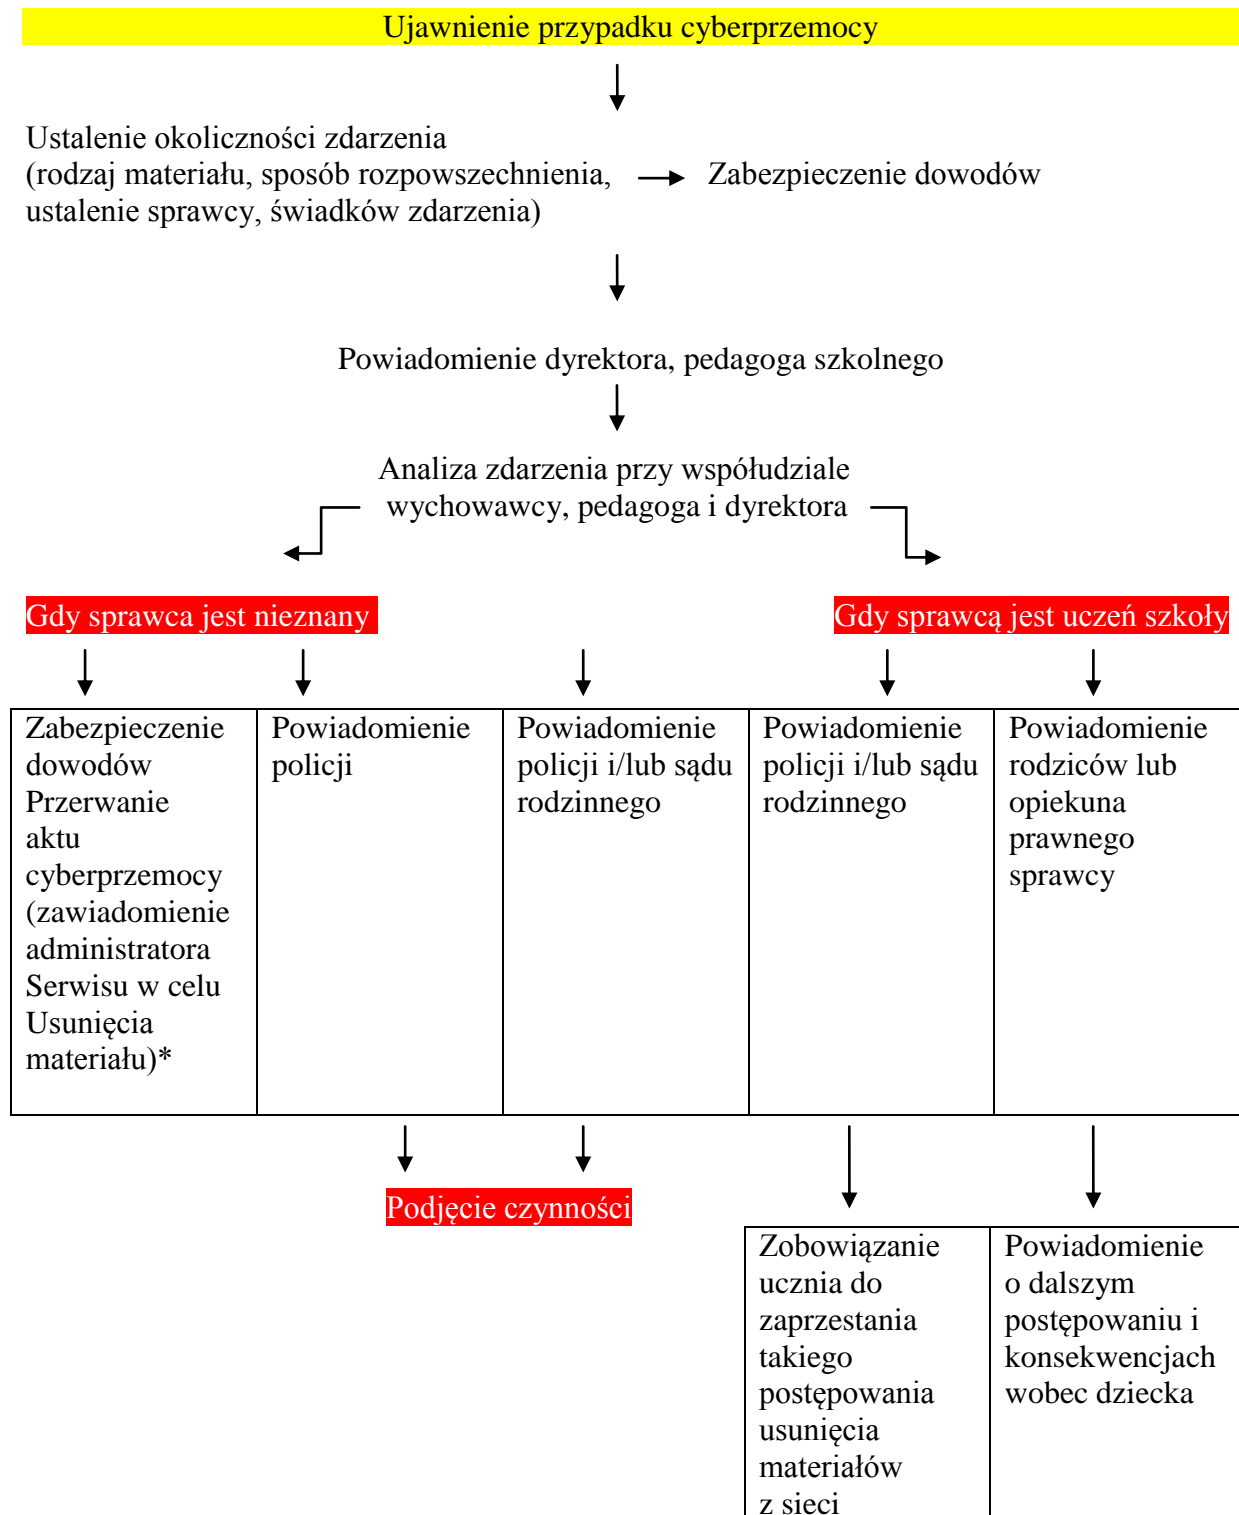 Ujawnienie przypadku cyberprzemocy
Ustalenie okoliczności zdarzenia
(rodzaj materiału, sposób rozpowszechnienia,
ustalenie sprawcy, świadków zdarzenia)
Zabezpieczenie dowodów
Powiadomienie dyrektora, pedagoga szkolnego
Analiza zdarzenia przy współudziale
wychowawcy, pedagoga i dyrektora
Gdy sprawca jest nieznany
Gdy sprawcą jest uczeń szkoły
Zabezpieczenie
dowodów
Przerwanie
aktu
cyberprzemocy
(zawiadomienie
administratora
Serwisu w celu
Usunięcia
materiału)*
Powiadomienie
policji
Powiadomienie
policji i/lub sądu
rodzinnego
Powiadomienie
policji i/lub sądu
rodzinnego
Powiadomienie
rodziców lub
opiekuna
prawnego
sprawcy
Podjęcie czynności
Zobowiązanie
ucznia do
zaprzestania
takiego
postępowania
usunięcia
materiałów
z sieci
Powiadomienie
o dalszym
postępowaniu i
konsekwencjach
wobec dziecka